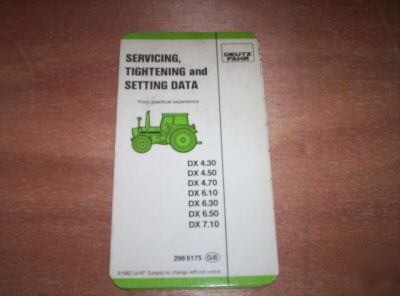 SERVICING,
TIGHTENING and
SETTING DATA
DEUTZ
FAHR
From practical experience
DX 4.30
DX 4.50
DX 4.70
DX 6.10
DX 6.30
DX 6.50
DX 7.10
298 6175 GB
Subject to change without notice